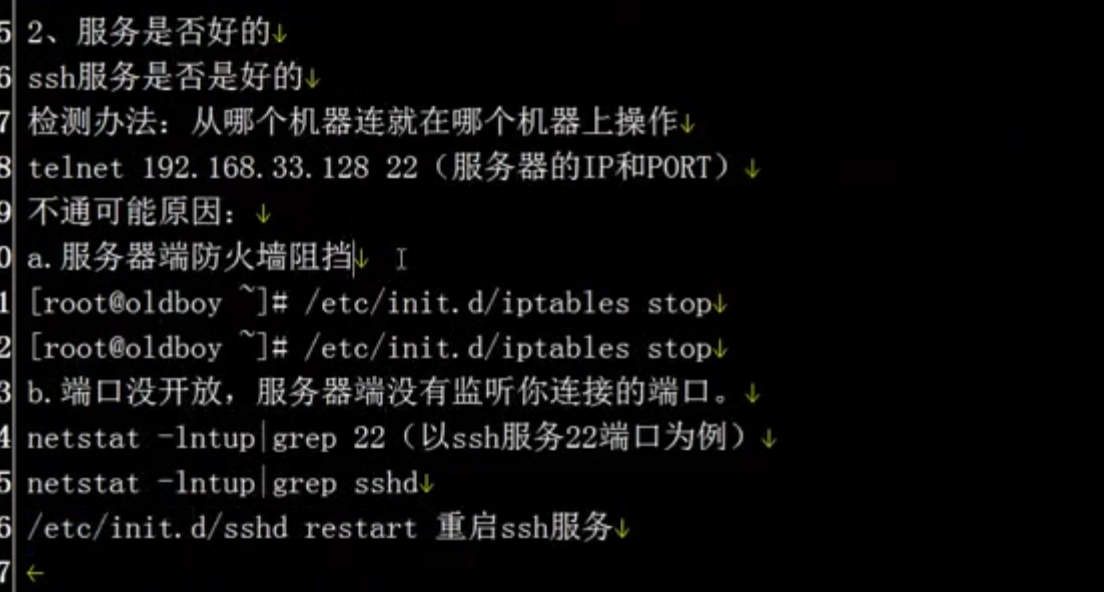 5 2、服务是否好的↓
6 ssh服务是否是好的↓
7 检测办法：从哪个机器连就在哪个机器上操作↓
8 telnet 192.168.33.128 22（服务器的IP和PORT）↓
9 不通可能原因：↓
0 a.服务器端防火墙阻挡↓
1 [root@oldboy ~]# /etc/init.d/iptables stop↓
2 [root@oldboy ~]# /etc/init.d/iptables stop↓
3 b.端口没开放，服务器端没有监听你连接的端口。↓
4 netstat -lntup|grep 22（以ssh服务22端口为例）↓
5 netstat -lntup|grep sshd↓
6 /etc/init.d/sshd restart 重启ssh服务↓
7 ←